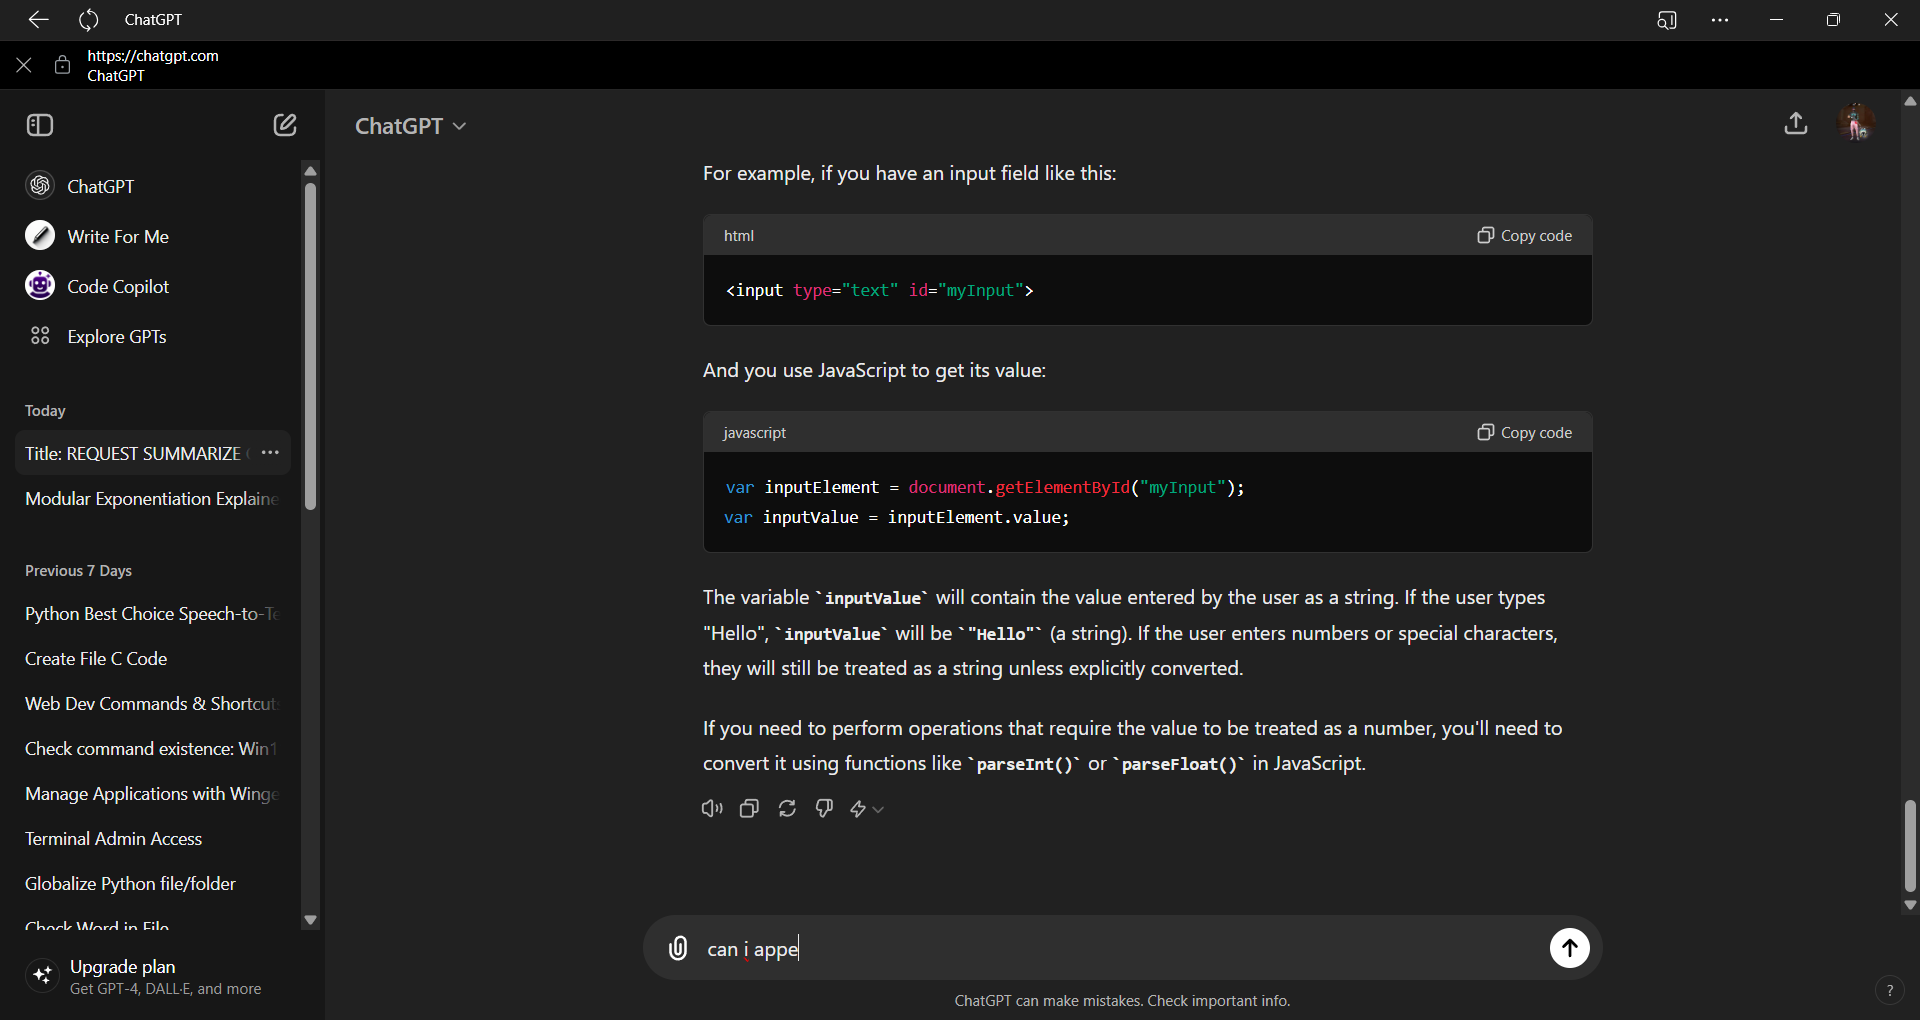 ChatGPT
https://chatgpt.com
ChatGPT
ChatGPT
Write For Me
Code Copilot
Explore GPTs
Today
Title: REQUEST SUMMARIZE
Modular Exponentiation Explaine
Previous 7 Days
Python Best Choice Speech-to-Te
Create File C Code
Web Dev Commands & Shortcut
Check command existence: Win1
Manage Applications with Winge
Terminal Admin Access
Globalize Python file/folder
Check Word in File
Upgrade plan
Get GPT-4, DALL·E, and more
ChatGPT
For example, if you have an input field like this:
html
Copy code
<input type="text" id="myInput">
And you use JavaScript to get its value:
javascript
Copy code
var inputElement = document.getElementById("myInput");
var inputValue = inputElement.value;
The variable `inputValue` will contain the value entered by the user as a string. If the user types
"Hello", `inputValue` will be `"Hello"` (a string). If the user enters numbers or special characters,
they will still be treated as a string unless explicitly converted.
If you need to perform operations that require the value to be treated as a number, you'll need to
convert it using functions like `parseInt()` or `parseFloat()` in JavaScript.
can i appe
ChatGPT can make mistakes. Check important info.
?